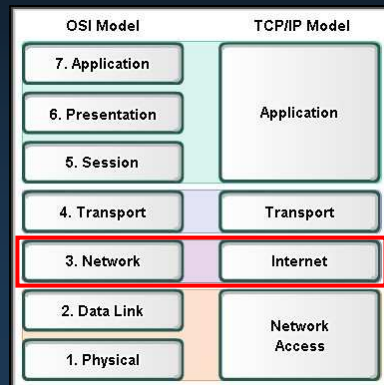 OSI Model
TCP/IP Model
7. Application
6. Presentation
5. Session
Application
4. Transport
Transport
3. Network
Internet
2. Data Link
1. Physical
Network
Access